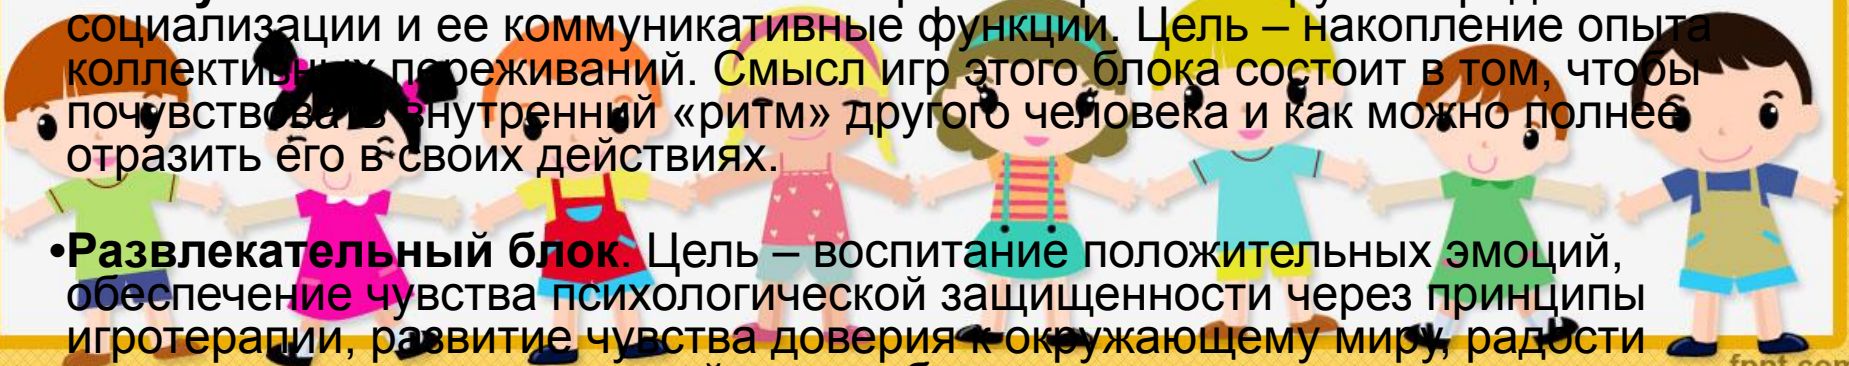 социализации и ее коммуникативные функции. Цель – накопление опыта
коллективных переживаний. Смысл игр этого блока состоит в том, чтобы
почувствовать внутренний «ритм» другого человека и как можно полнее
отразить его в своих действиях.
•Развлекательный блок. Цель – воспитание положительных эмоций,
обеспечение чувства психологической защищенности через принципы
игротерапии, развитие чувства доверия к окружающему миру, радости